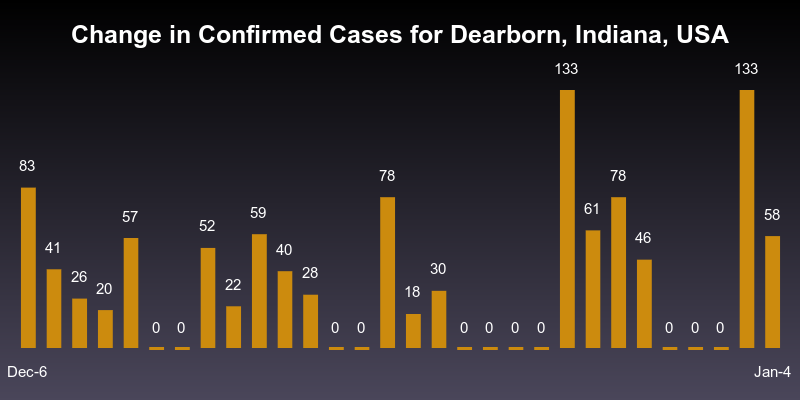 Change in Confirmed Cases for Dearborn, Indiana, USA
83 41 26 20 57 0 0 52 22 59 40 28 0 0 78 18 30 0 0 0 0 133 61 78 46 0 0 0 133 58
Dec-6 Jan-4